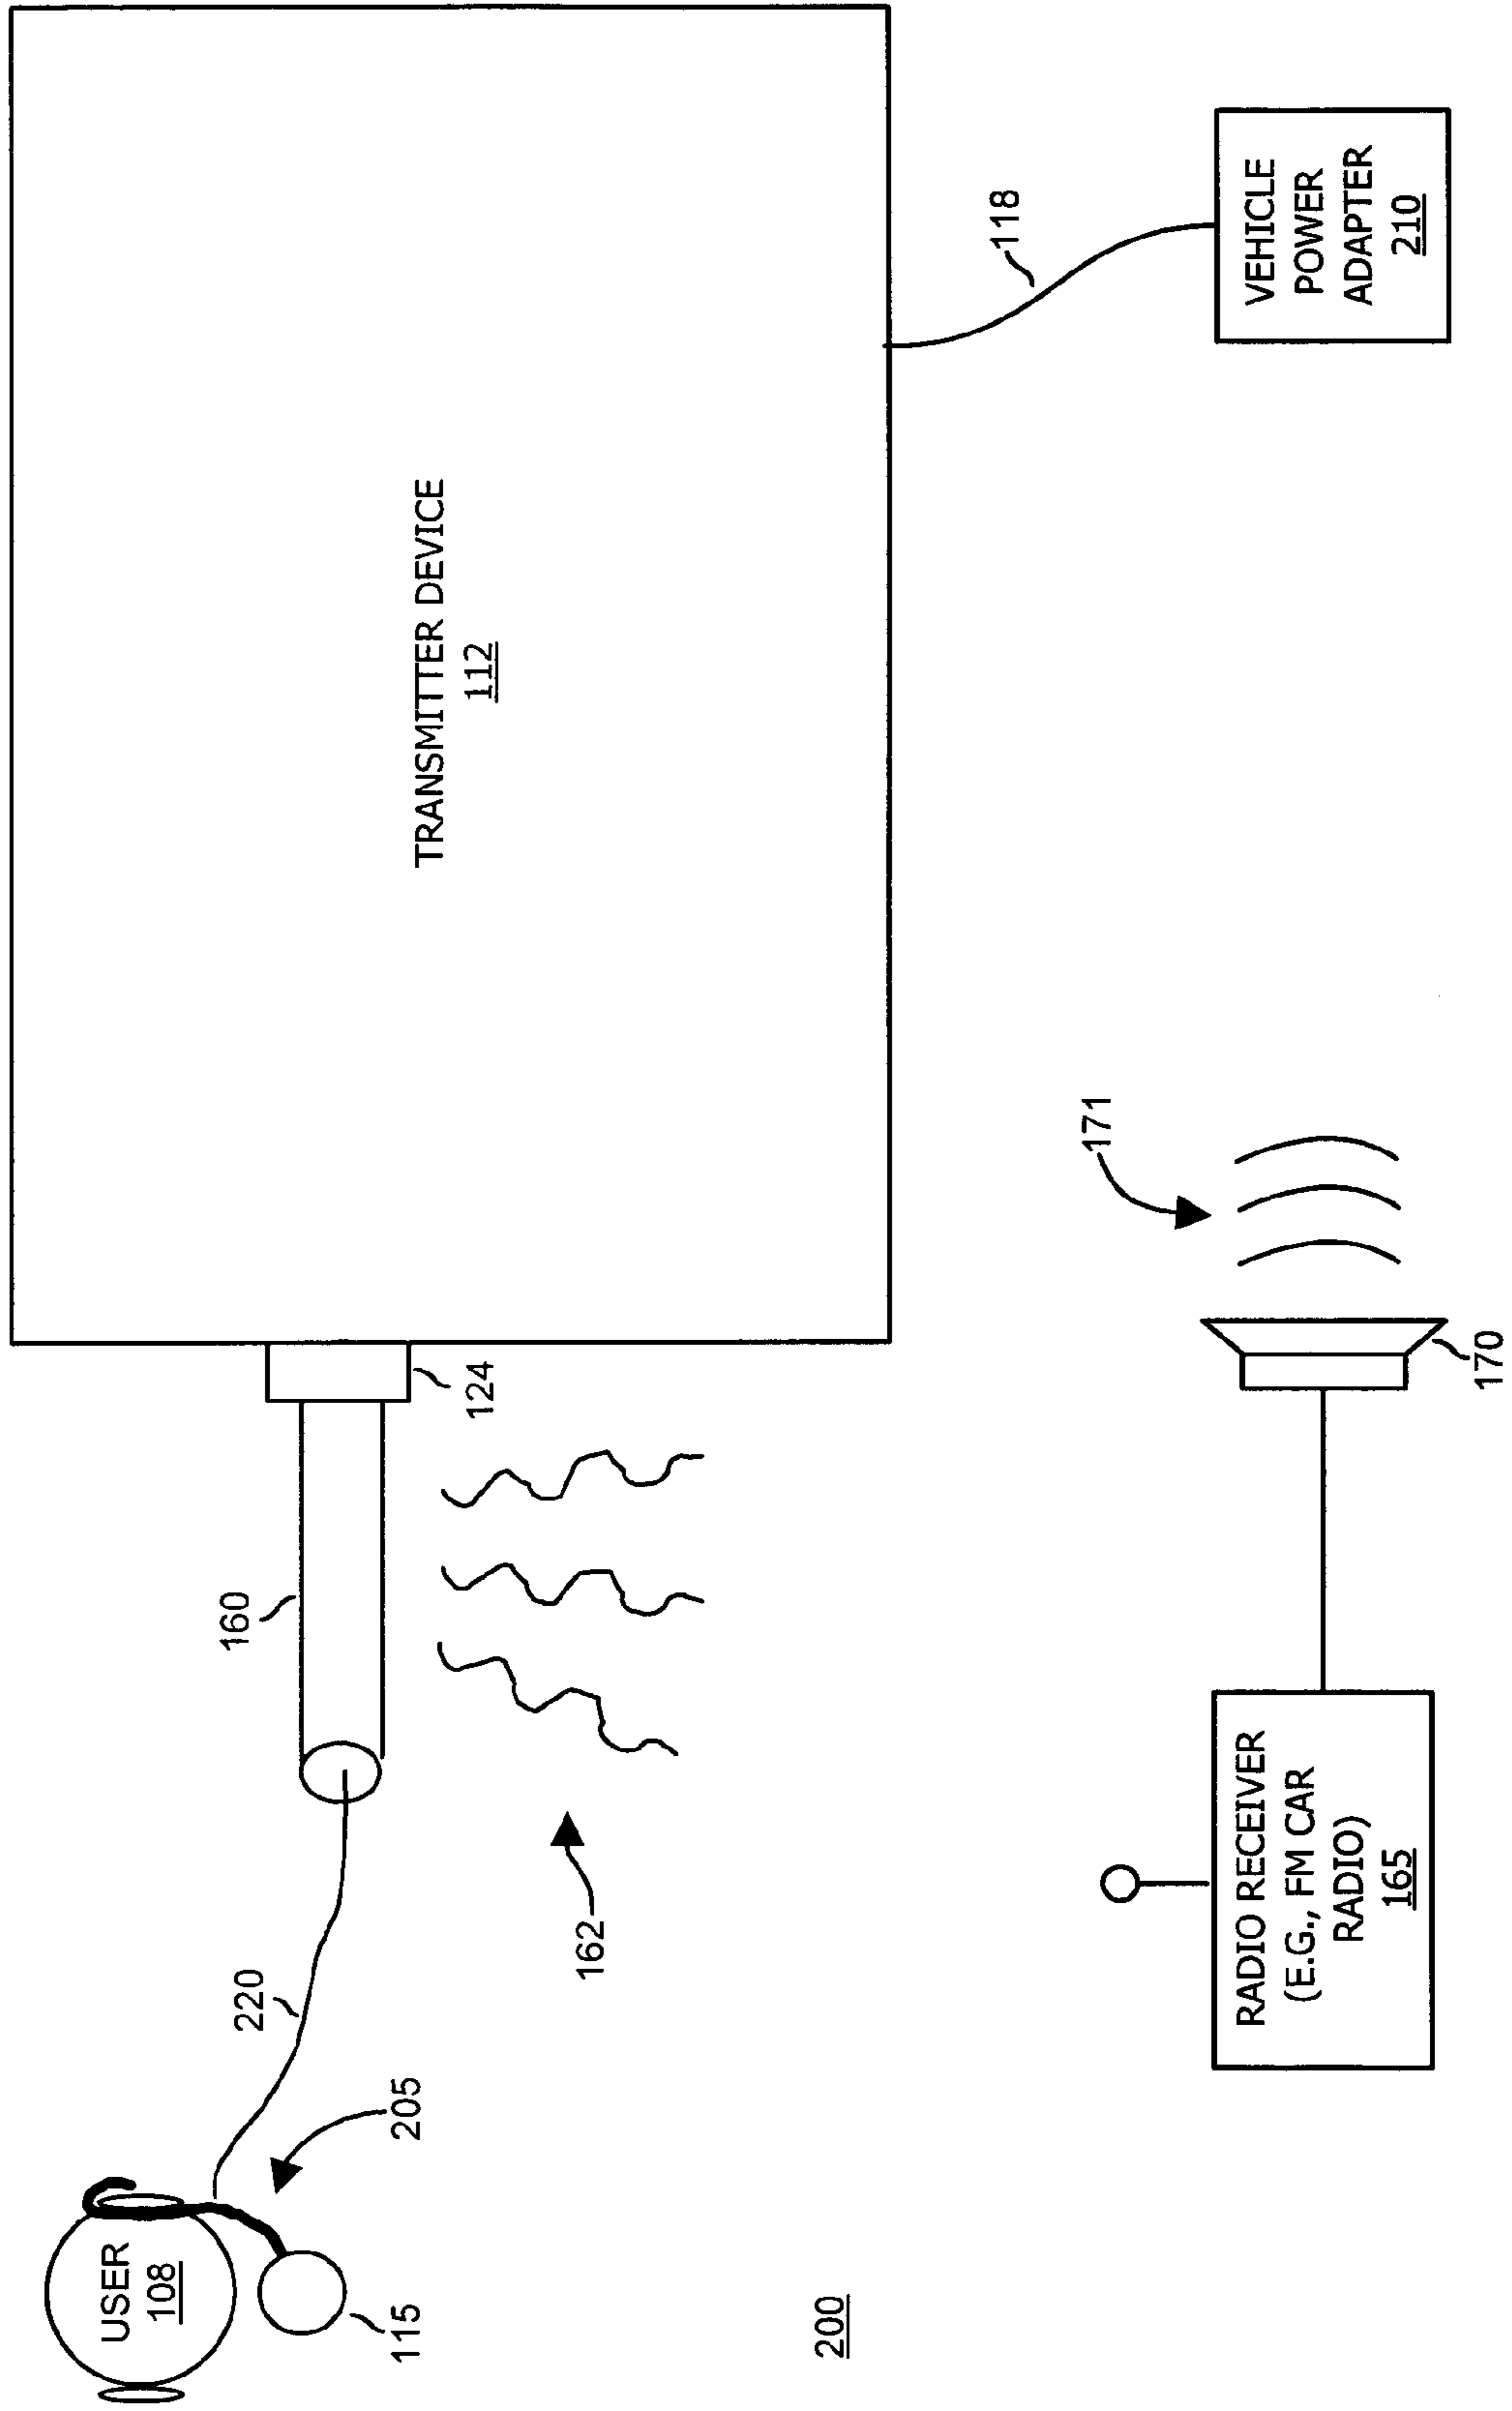 USER
108
115
205
220
160
124
162
TRANSMITTER DEVICE
112
118
VEHICLE
POWER
ADAPTER
210
171
170
RADIO RECEIVER
(E.G., FM CAR
RADIO)
165
200